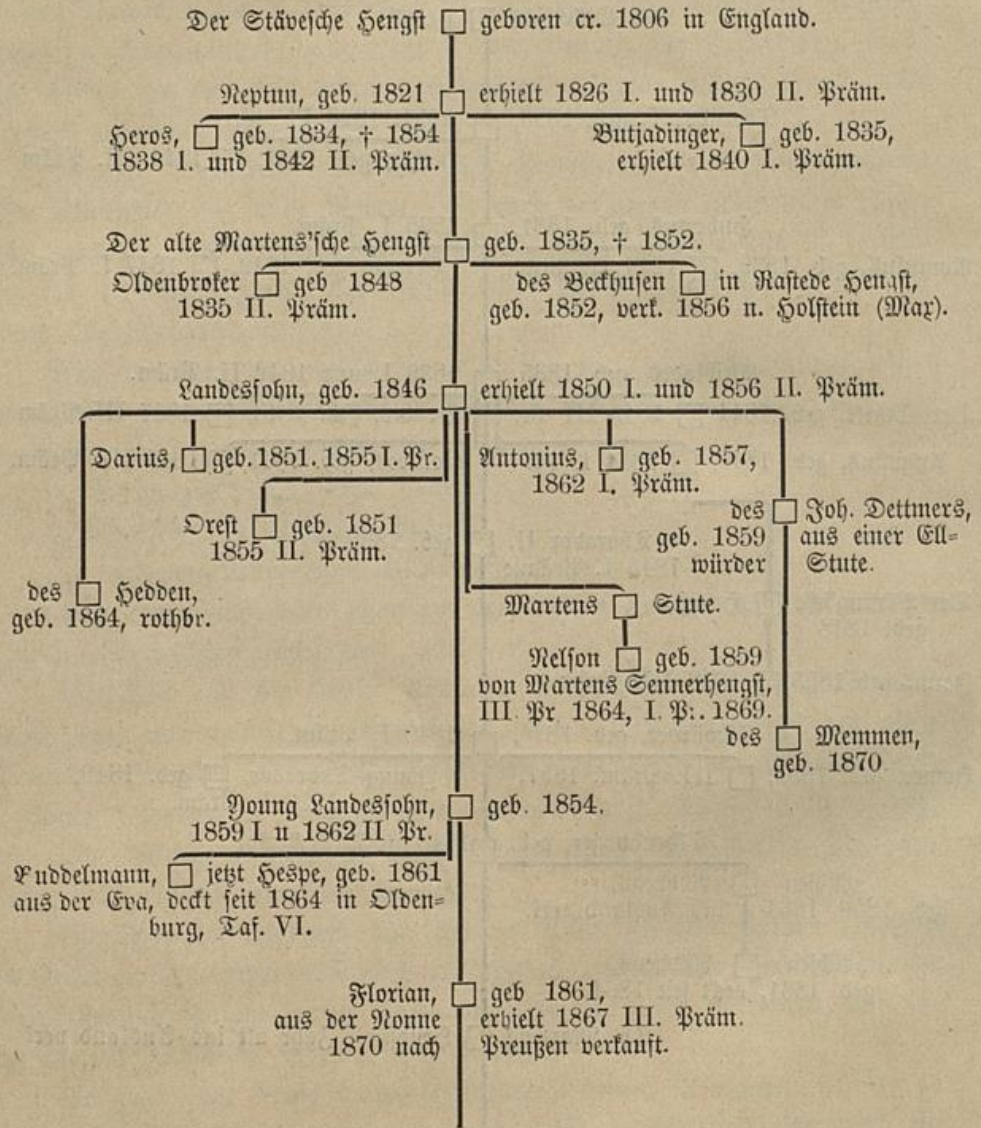 Der Stävesche Hengst □ geboren cr. 1806 in England.
Neptun, geb. 1821 □ erhielt 1826 I. und 1830 II. Präm.
Heros, □ geb. 1834, † 1854
1838 I. und 1842 II. Präm.
Butjadinger, □ geb. 1835,
erhielt 1840 I. Präm.
Der alte Martens'sche Hengst □ geb. 1835, † 1852.
Oldenbroker □ geb 1848
1835 II. Präm.
des Beckhusen □ in Rastede Hengst,
geb. 1852, verk. 1856 n. Holstein (Max).
Landessohn, geb. 1846 □ erhielt 1850 I. und 1856 II. Präm.
Darius, □ geb. 1851. 1855 I. Pr.
Orest □ geb. 1851
1855 II. Präm.
des □ Hedden,
geb. 1864, rothbr.
Antonius, □ geb. 1857,
1862 I. Präm.
des □ Joh. Dettmers,
geb. 1859 aus einer Ell-
würder Stute.
Martens □ Stute.
Nelson □ geb. 1859
von Martens Sennerhengst,
III. Pr 1864, I. Pr. 1869.
des □ Memmen,
geb. 1870
Young Landessohn, □ geb. 1854.
1859 I u 1862 II Pr.
Puddelmann, □ jetzt Hespe, geb. 1861
aus der Eva, deckt seit 1864 in Olden-
burg, Taf. VI.
Florian, □ geb 1861,
aus der Nonne erhielt 1867 III. Präm.
1870 nach Preußen verkauft.